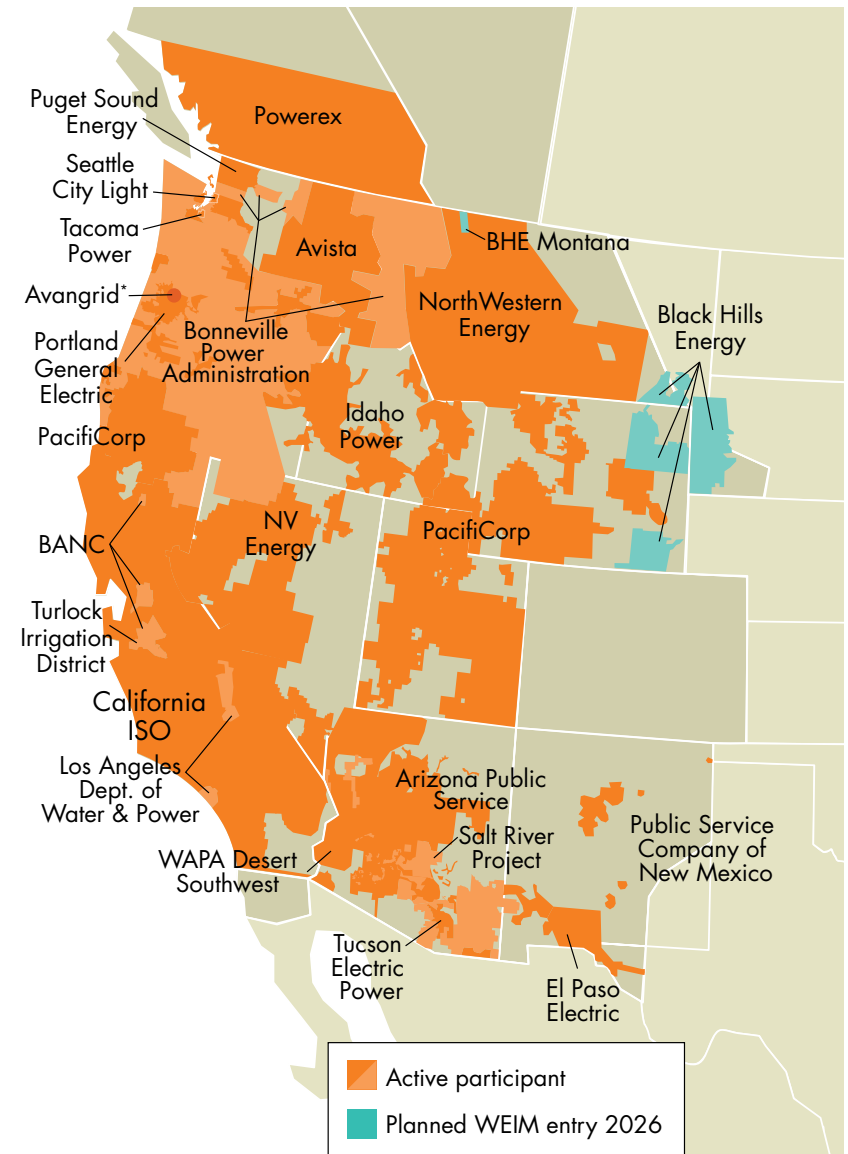 Powerex
Puget Sound
Energy
Seattle
City Light
Tacoma
Power
Avista
BHE Montana
Avangrid*
NorthWestern
Energy
Black Hills
Energy
Portland
General
Electric
Bonneville
Power
Administration
PacifiCorp
Idaho
Power
NV
Energy
PacifiCorp
BANC
Turlock
Irrigation
District
California
ISO
Los Angeles
Dept. of
Water & Power
Arizona Public
Service
Salt River
Project
Public Service
Company of
New Mexico
WAPA Desert
Southwest
Tucson
Electric
Power
El Paso
Electric
Active participant
Planned WEIM entry 2026